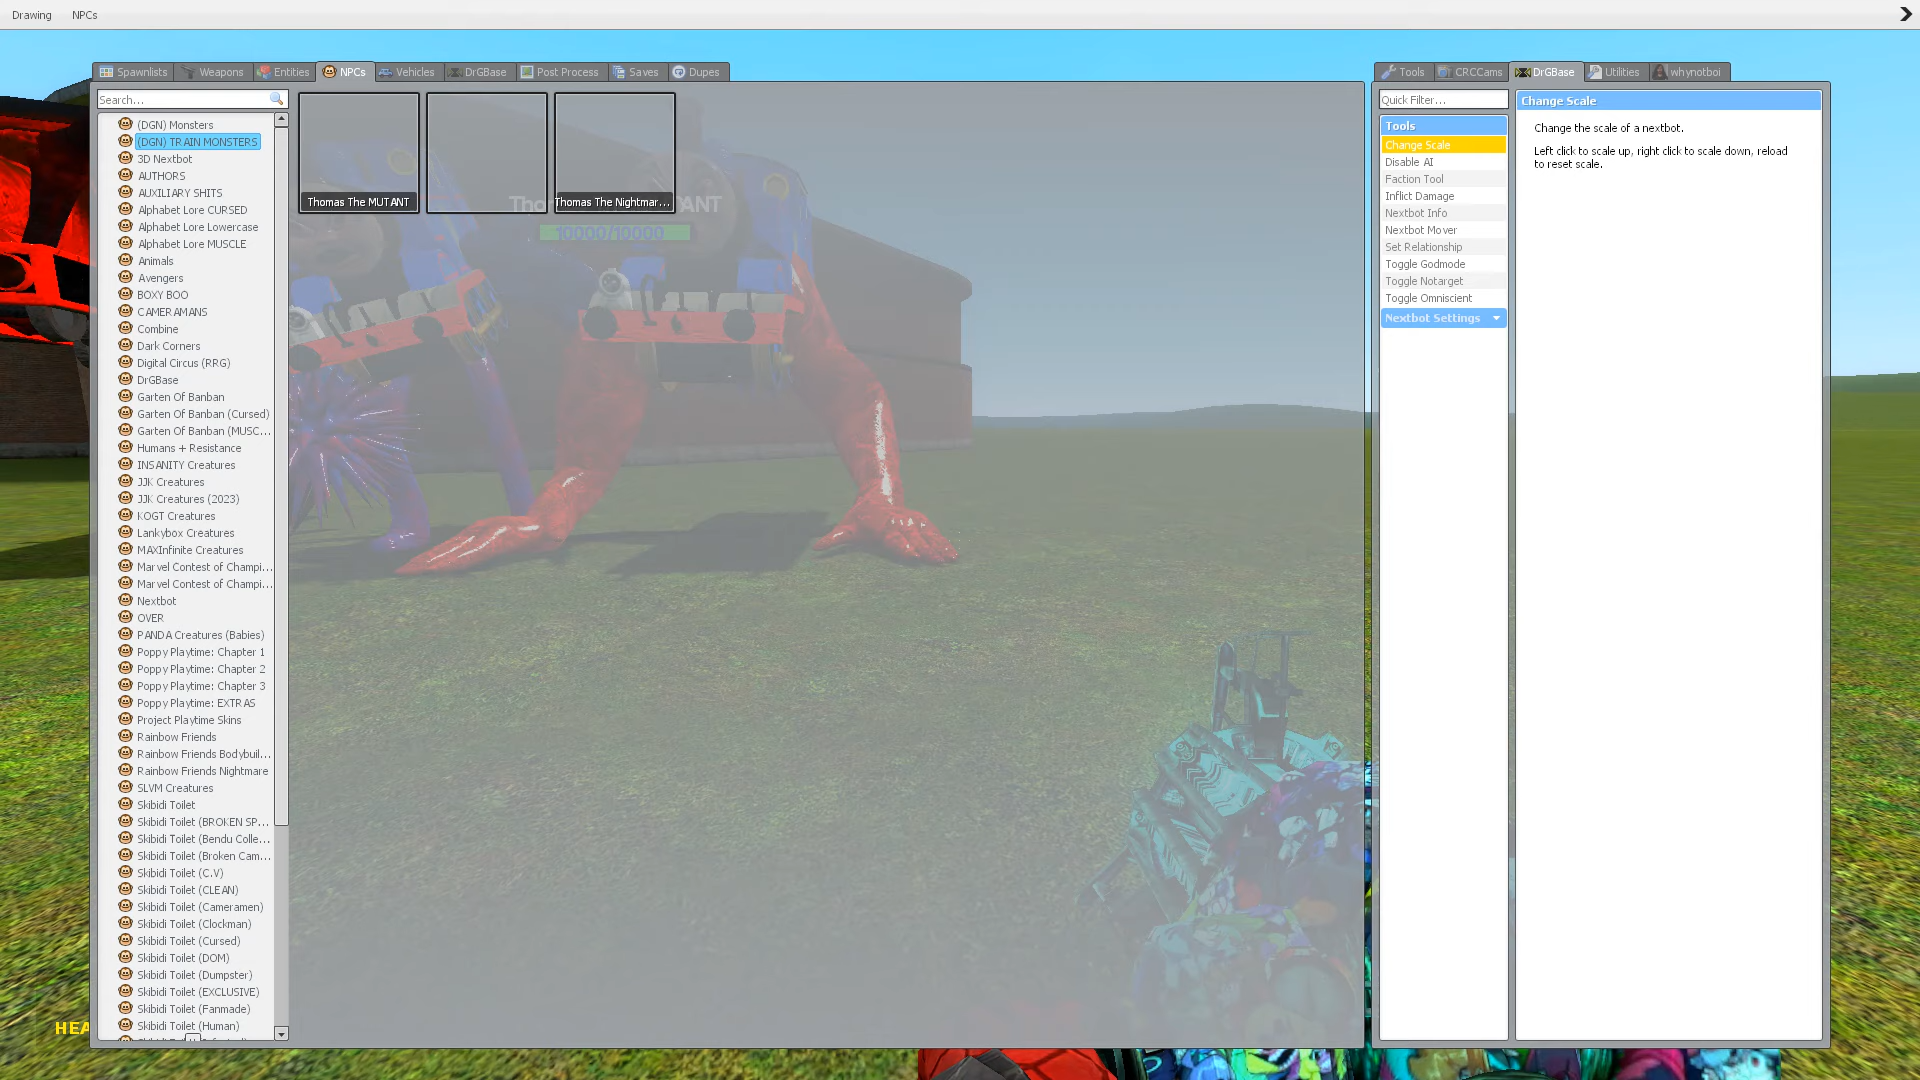 Drawing NPCs
Spawnlists Weapons Entities NPCs Vehicles DrGBase Post Process Saves Dupes
Tools CRCCams DrGBase Utilities whynotboi
Search...
(DGN) Monsters
(DGN) TRAIN MONSTERS
3D Nextbot
AUTHORS
AUXILIARY SHITS
Alphabet Lore CURSED
Alphabet Lore Lowercase
Alphabet Lore MUSCLE
Animals
Avengers
BOXY BOO
CAMERAMANS
Combine
Dark Corners
Digital Circus (RRG)
DrGBase
Garten Of Banban
Garten Of Banban (Cursed)
Garten Of Banban (MUSC...
Humans + Resistance
INSANITY Creatures
JJK Creatures
JJK Creatures (2023)
KOGT Creatures
Lankybox Creatures
MAXInfinite Creatures
Marvel Contest of Champi...
Marvel Contest of Champi...
Nextbot
OVER
PANDA Creatures (Babies)
Poppy Playtime: Chapter 1
Poppy Playtime: Chapter 2
Poppy Playtime: Chapter 3
Poppy Playtime: EXTRAS
Project Playtime Skins
Rainbow Friends
Rainbow Friends Bodybuil...
Rainbow Friends Nightmare
SLVM Creatures
Skibidi Toilet
Skibidi Toilet (BROKEN SP...
Skibidi Toilet (Bendu Colle...
Skibidi Toilet (Broken Cam...
Skibidi Toilet (C.V)
Skibidi Toilet (CLEAN)
Skibidi Toilet (Cameramen)
Skibidi Toilet (Clockman)
Skibidi Toilet (Cursed)
Skibidi Toilet (DOM)
Skibidi Toilet (Dumpster)
Skibidi Toilet (EXCLUSIVE)
Skibidi Toilet (Fanmade)
Skibidi Toilet (Human)
HEA
Thomas The MUTANT
Thomas The Nightmar...
10000/10000
Quick Filter...
Tools
Change Scale
Disable AI
Faction Tool
Inflict Damage
Nextbot Info
Nextbot Mover
Set Relationship
Toggle Godmode
Toggle Notarget
Toggle Omniscient
Nextbot Settings
Change Scale
Change the scale of a nextbot.
Left click to scale up, right click to scale down, reload
to reset scale.